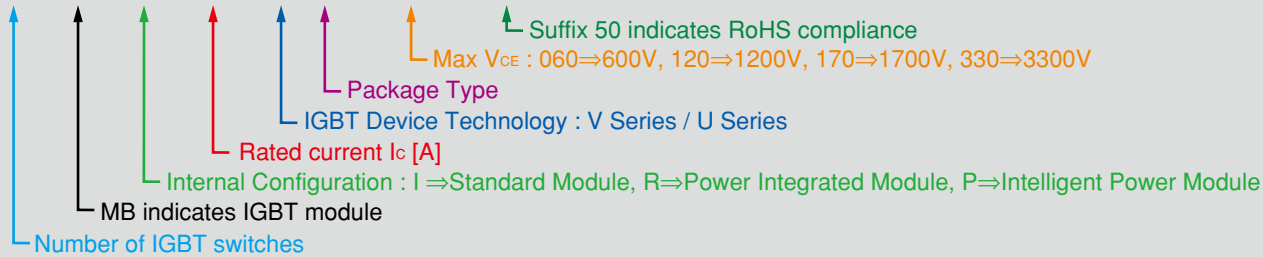 Suffix 50 indicates RoHS compliance
Max VCE : 060⇒600V, 120⇒1200V, 170⇒1700V, 330⇒3300V
Package Type
IGBT Device Technology : V Series / U Series
Rated current Ic [A]
Internal Configuration : I ⇒Standard Module, R⇒Power Integrated Module, P⇒Intelligent Power Module
MB indicates IGBT module
Number of IGBT switches